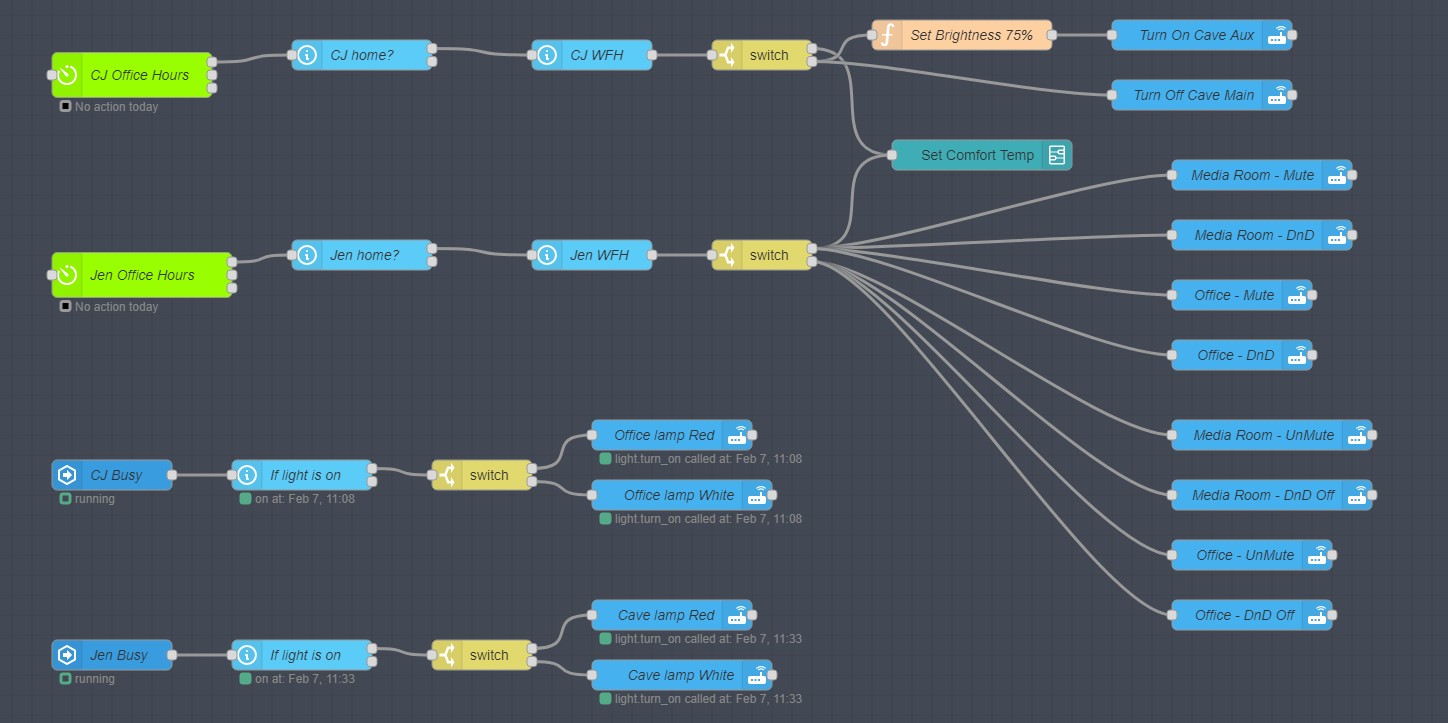 CJ Office Hours
No action today
CJ home?
CJ WFH
switch
Set Brightness 75%
Turn On Cave Aux
Turn Off Cave Main
Set Comfort Temp
Jen Office Hours
No action today
Jen home?
Jen WFH
switch
Media Room - Mute
Media Room - DnD
Office - Mute
Office - DnD
Media Room - UnMute
Media Room - DnD Off
Office - UnMute
Office - DnD Off
CJ Busy
running
If light is on
on at: Feb 7, 11:08
switch
Office lamp Red
light.turn_on called at: Feb 7, 11:08
Office lamp White
light.turn_on called at: Feb 7, 11:08
Jen Busy
running
If light is on
on at: Feb 7, 11:33
switch
Cave lamp Red
light.turn_on called at: Feb 7, 11:33
Cave lamp White
light.turn_on called at: Feb 7, 11:33